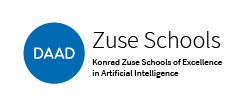 DAAD
Zuse Schools
Konrad Zuse Schools of Excellence
in Artificial Intelligence